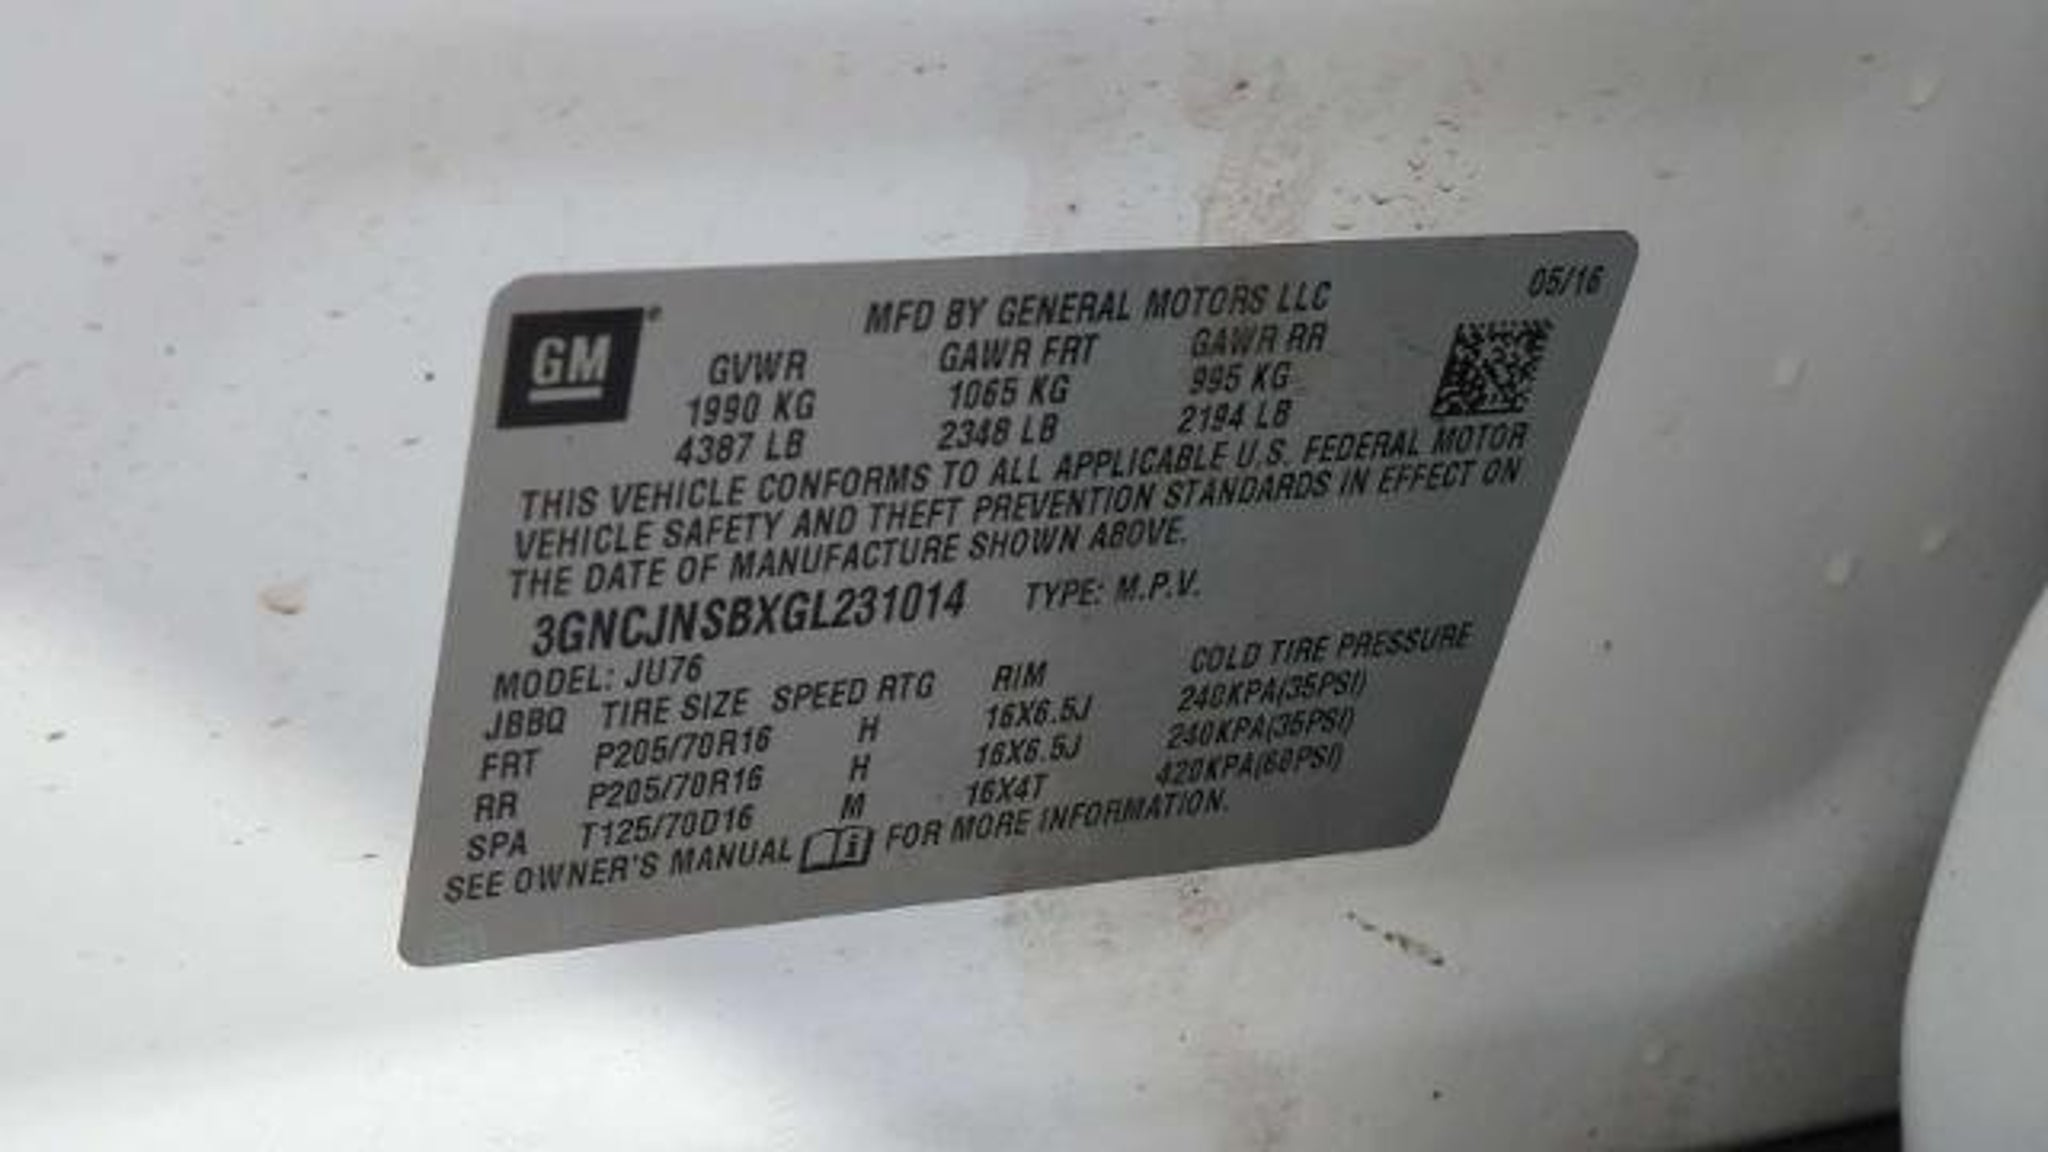 GM
MFD BY GENERAL MOTORS LLC 05/16
GVWR GAWR FRT GAWR RR
1990 KG 1065 KG 995 KG
4387 LB 2348 LB 2194 LB
THIS VEHICLE CONFORMS TO ALL APPLICABLE U.S. FEDERAL MOTOR
VEHICLE SAFETY AND THEFT PREVENTION STANDARDS IN EFFECT ON
THE DATE OF MANUFACTURE SHOWN ABOVE.
3GNCJNSBXGL231014 TYPE: M.P.V.
MODEL: JU76
JBBQ TIRE SIZE SPEED RTG RIM COLD TIRE PRESSURE
FRT P205/70R16 H 16X6.5J 240KPA(35PSI)
RR P205/70R16 H 16X6.5J 240KPA(35PSI)
SPA T125/70D16 M 16X4T 420KPA(60PSI)
SEE OWNER'S MANUAL FOR MORE INFORMATION.